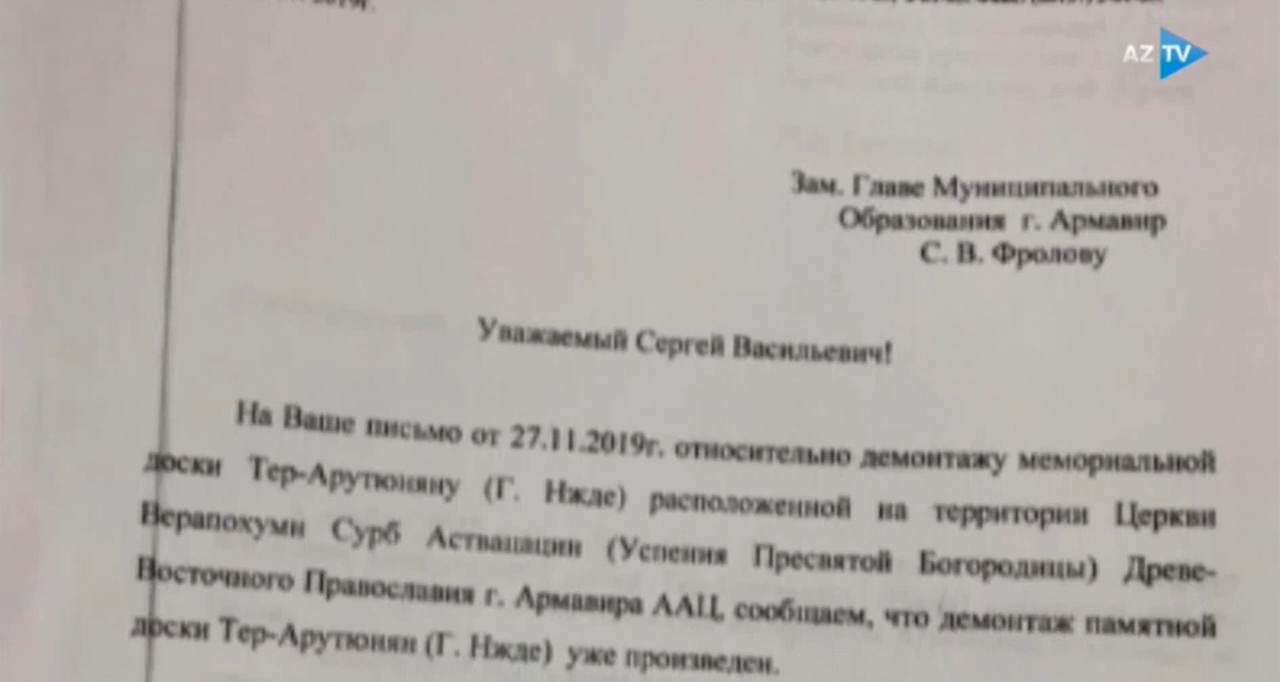 2019г.
AZ TV
Зам. Главе Муниципального
Образования г. Армавир
С. В. Фролову
Уважаемый Сергей Васильевич!
На Ваше письмо от 27.11.2019г. относительно демонтажу мемориальной
доски Тер-Арутюняну (Г. Нжде) расположенной на территории Церкви
Верапохуми Сурб Аствацацин (Успения Пресвятой Богородицы) Древе-
Восточного Православия г. Армавира ААЦ, сообщаем, что демонтаж памятной
доски Тер-Арутюнян (Г. Нжде) уже произведен.